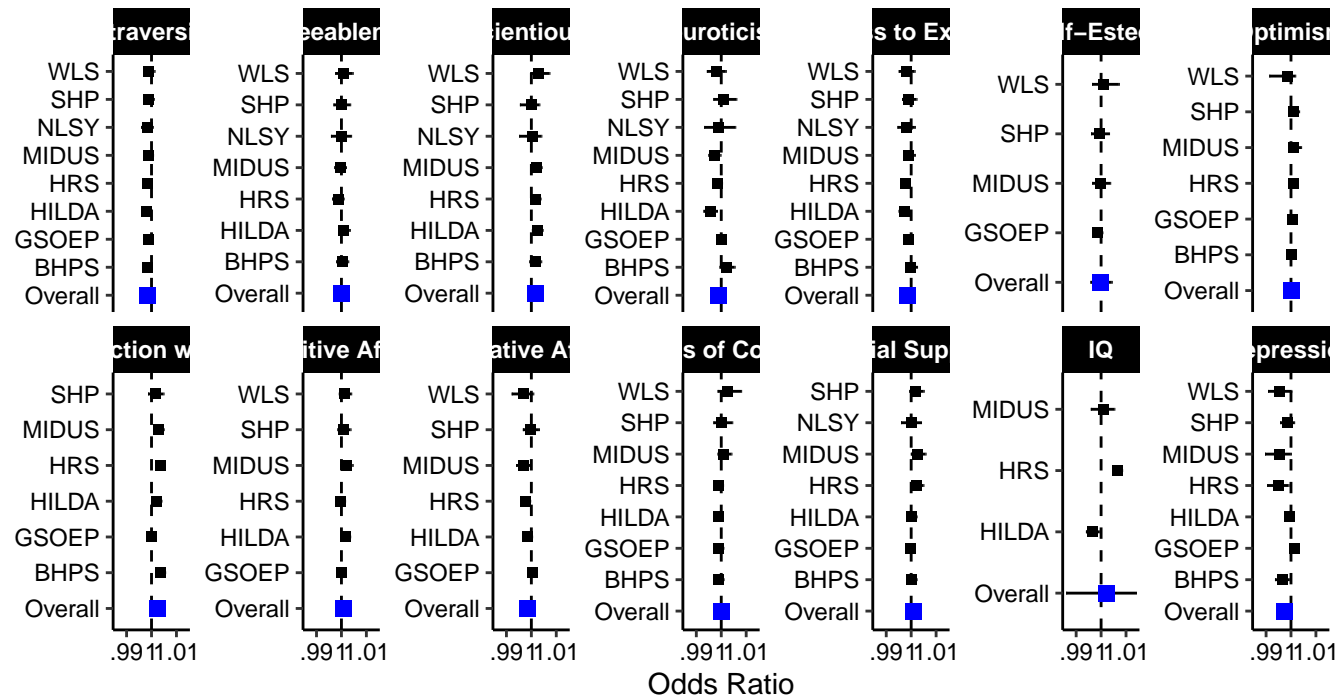 traversi
eeablen
cientiou
uroticis
s to Ex
lf−Este
ptimism
WLS
SHP
NLSY
MIDUS
HRS
HILDA
GSOEP
BHPS
Overall
WLS
SHP
NLSY
MIDUS
HRS
HILDA
BHPS
Overall
WLS
SHP
NLSY
MIDUS
HRS
HILDA
BHPS
Overall
WLS
SHP
NLSY
MIDUS
HRS
HILDA
GSOEP
BHPS
Overall
WLS
SHP
NLSY
MIDUS
HRS
HILDA
GSOEP
BHPS
Overall
WLS
SHP
MIDUS
GSOEP
Overall
WLS
SHP
MIDUS
HRS
GSOEP
BHPS
Overall
ction w
itive Af
ative Af
s of Co
ial Sup
IQ
epressio
SHP
MIDUS
HRS
HILDA
GSOEP
BHPS
Overall
WLS
SHP
MIDUS
HRS
HILDA
GSOEP
Overall
WLS
SHP
MIDUS
HRS
HILDA
GSOEP
Overall
WLS
SHP
MIDUS
HRS
HILDA
GSOEP
BHPS
Overall
SHP
NLSY
MIDUS
HRS
HILDA
GSOEP
BHPS
Overall
MIDUS
HRS
HILDA
Overall
WLS
SHP
MIDUS
HRS
HILDA
GSOEP
BHPS
Overall
.99 1 1.01
.99 1 1.01
.99 1 1.01
.99 1 1.01
.99 1 1.01
.99 1 1.01
.99 1 1.01
Odds Ratio